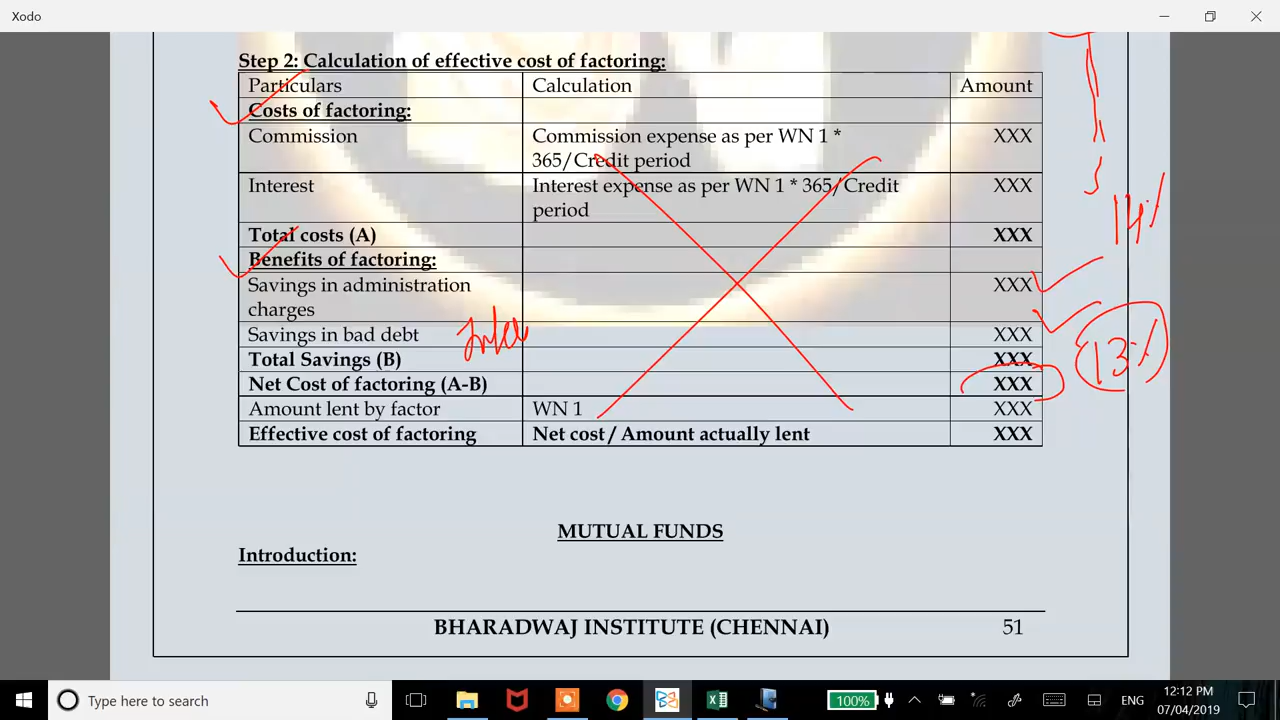 Xodo
Step 2: Calculation of effective cost of factoring:
Particulars Calculation Amount
Costs of factoring:
Commission Commission expense as per WN 1 * XXX
365/Credit period
Interest Interest expense as per WN 1 * 365/Credit XXX
period
14%
Total costs (A) XXX
Benefits of factoring:
Savings in administration XXX
charges
Savings in bad debt XXX
Total Savings (B) XXX
13%
Net Cost of factoring (A-B) XXX
Amount lent by factor WN 1 XXX
Effective cost of factoring Net cost / Amount actually lent XXX
MUTUAL FUNDS
Introduction:
BHARADWAJ INSTITUTE (CHENNAI) 51
Type here to search 100% ENG 12:12 PM
07/04/2019